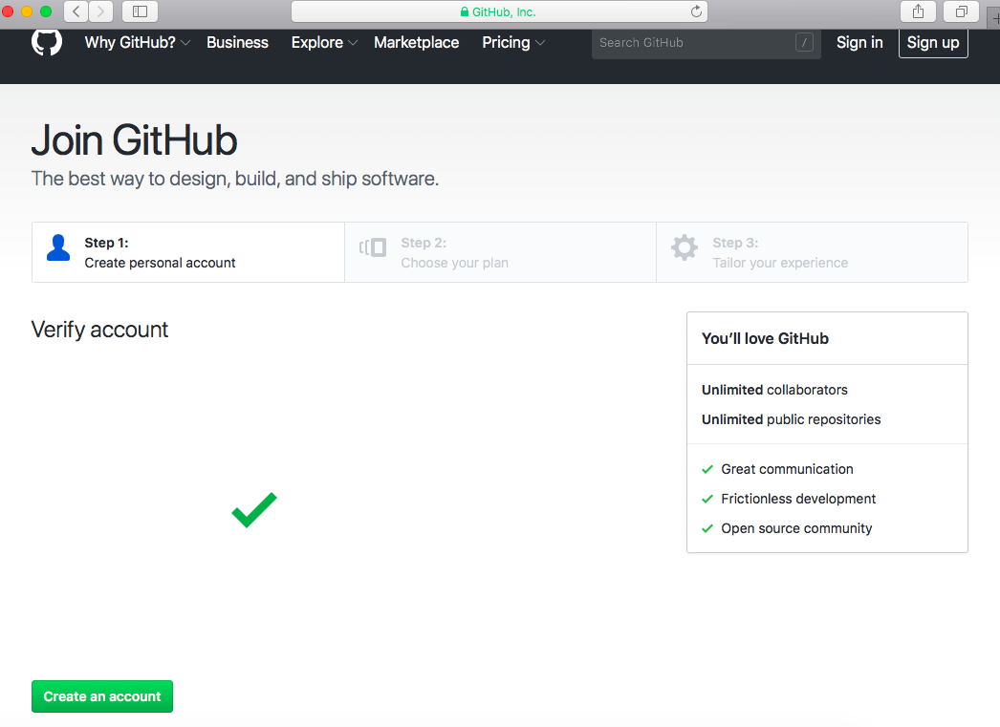 GitHub, Inc.
Why GitHub? Business Explore Marketplace Pricing Search GitHub / Sign in Sign up
Join GitHub
The best way to design, build, and ship software.
Step 1:
Create personal account
Step 2:
Choose your plan
Step 3:
Tailor your experience
Verify account
You’ll love GitHub
Unlimited collaborators
Unlimited public repositories
Great communication
Frictionless development
Open source community
Create an account